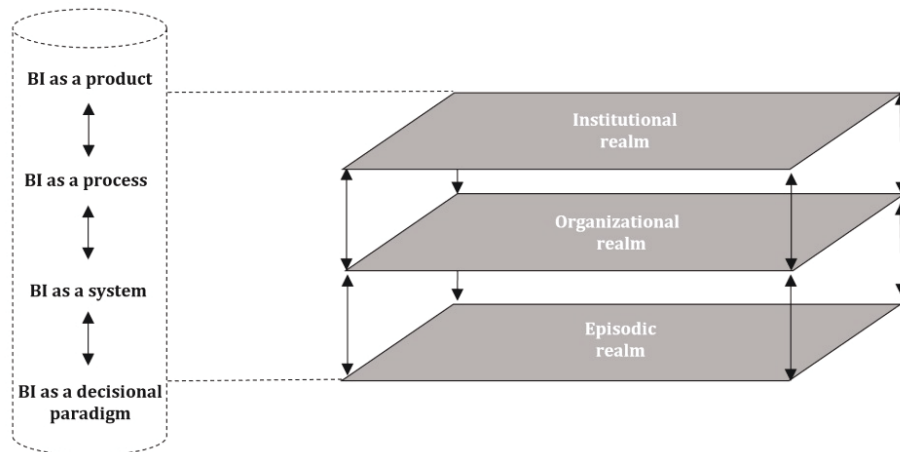 BI as a product
BI as a process
BI as a system
BI as a decisional
paradigm
Institutional
realm
Organizational
realm
Episodic
realm